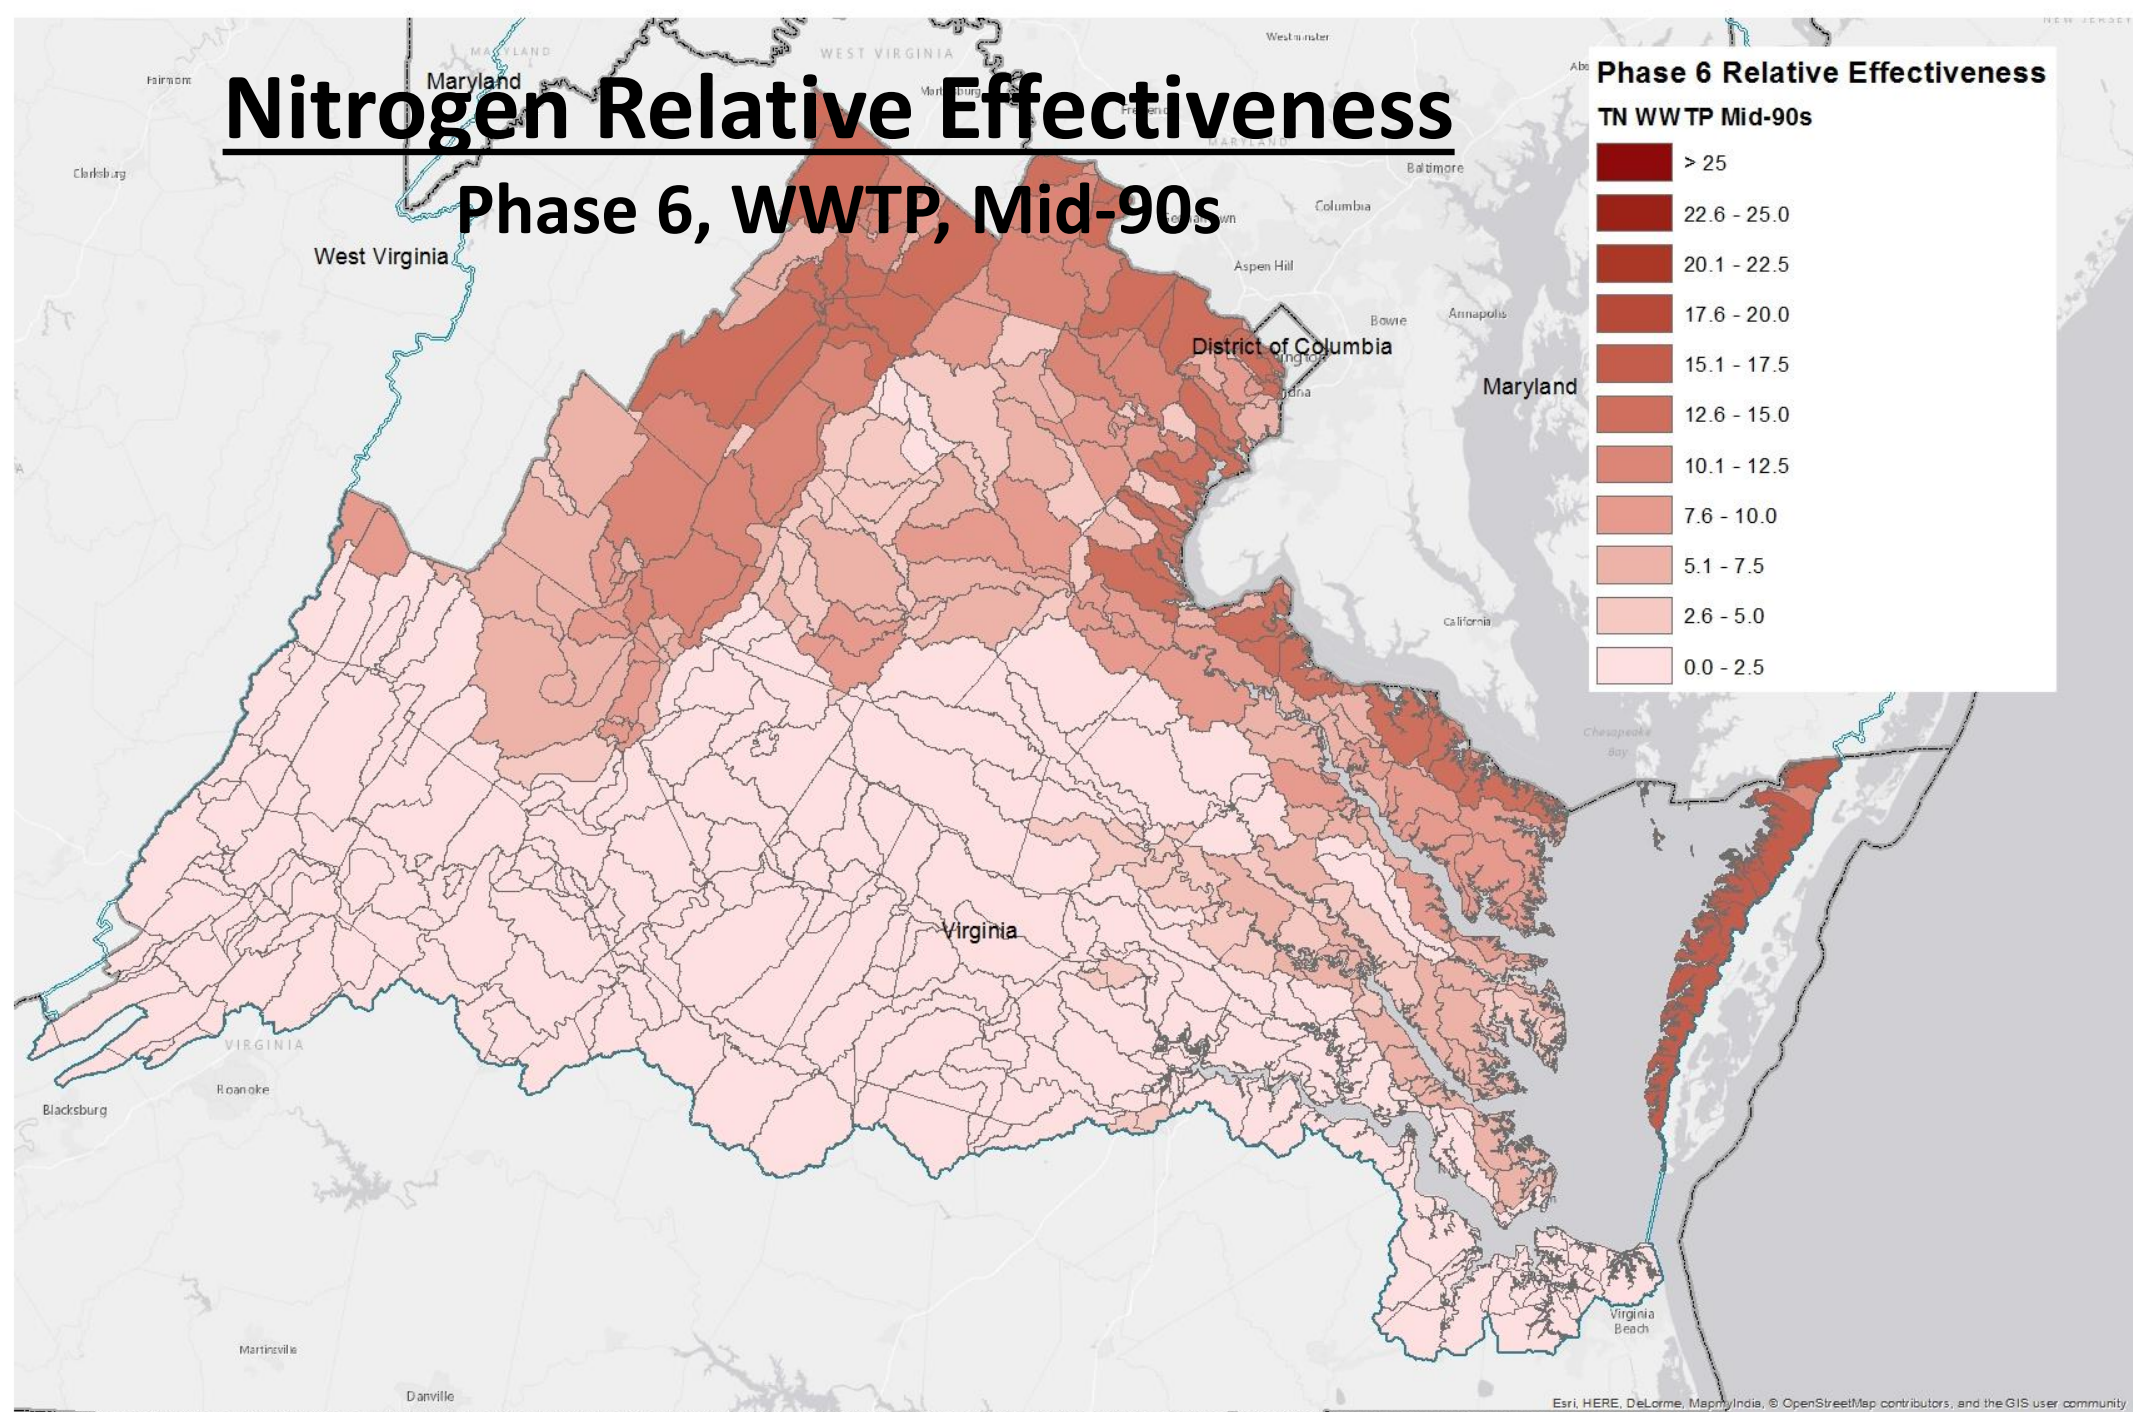 Nitrogen Relative Effectiveness
Phase 6, WWTP, Mid-90s
Phase 6 Relative Effectiveness
TN WWTP Mid-90s
> 25
22.6 - 25.0
20.1 - 22.5
17.6 - 20.0
15.1 - 17.5
12.6 - 15.0
10.1 - 12.5
7.6 - 10.0
5.1 - 7.5
2.6 - 5.0
0.0 - 2.5
NEW JERSEY
Westminster
MARYLAND
WEST VIRGINIA
Fairmont
Maryland
MARYLAND
Baltimore
Clarksburg
Columbia
West Virginia
Aspen Hill
Annapolis
Bowie
District of Columbia
Maryland
California
Chesapeake
Bay
Virginia
VIRGINIA
Roanoke
Blacksburg
Virginia
Beach
Martinsville
Danville
Esri, HERE, DeLorme, MapmyIndia, © OpenStreetMap contributors, and the GIS user community